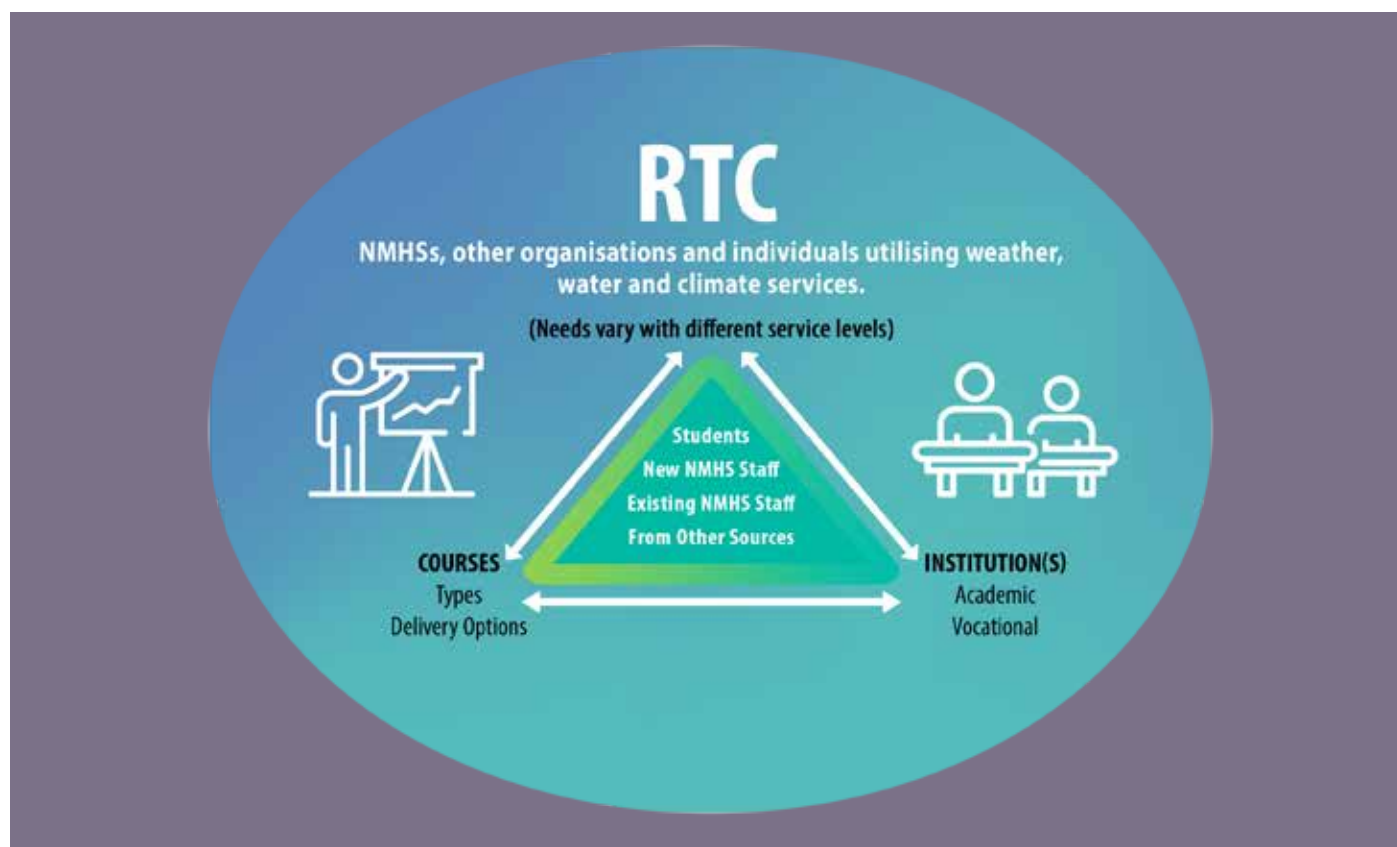 RTC
NMHSs, other organisations and individuals utilising weather,
water and climate services.
(Needs vary with different service levels)
Students
New NMHS Staff
Existing NMHS Staff
From Other Sources
COURSES
Types
Delivery Options
INSTITUTION(S)
Academic
Vocational